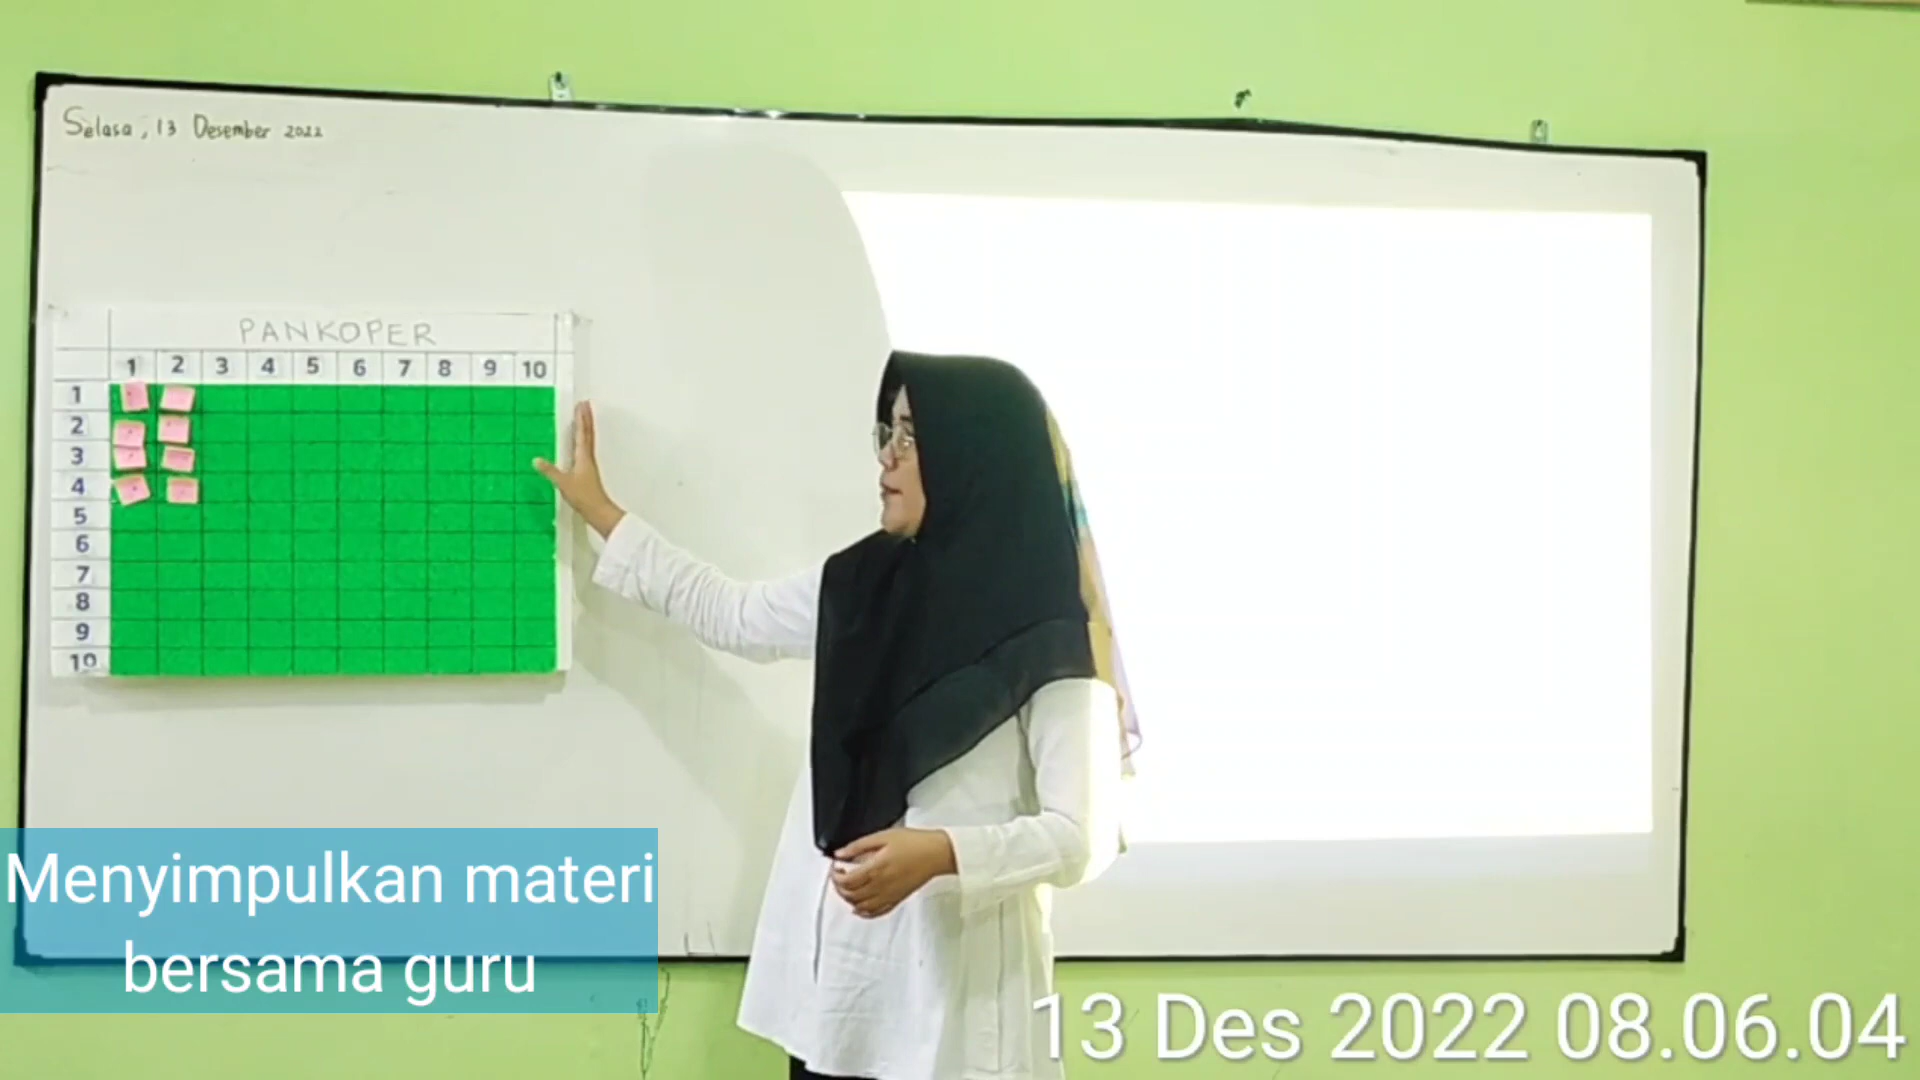 Selasa, 13 Desember 2022
PANKOPER
1 2 3 4 5 6 7 8 9 10
1
2
3
4
5
6
7
8
9
10
Menyimpulkan materi
bersama guru
13 Des 2022 08.06.04